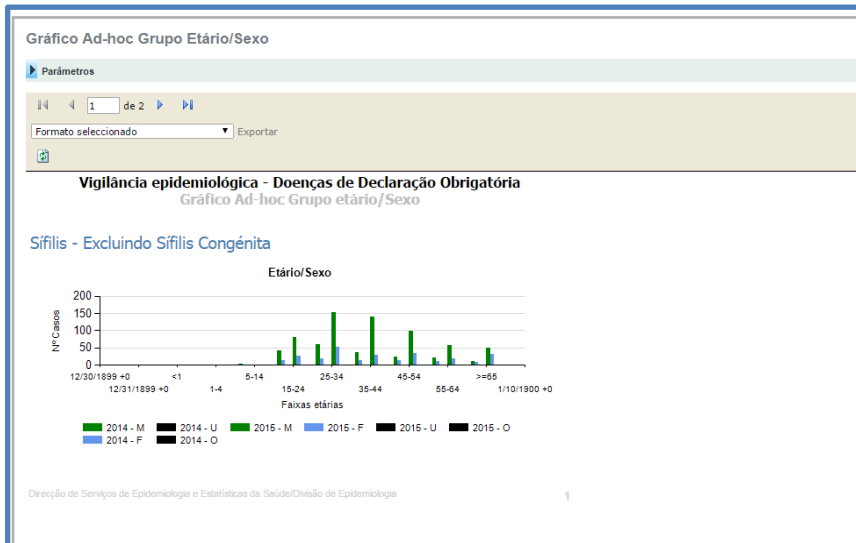 Gráfico Ad-hoc Grupo Etário/Sexo
Parâmetros
1 de 2
Formato seleccionado Exportar
Vigilância epidemiológica - Doenças de Declaração Obrigatória
Gráfico Ad-hoc Grupo etário/Sexo
Sífilis - Excluindo Sífilis Congénita
Etário/Sexo
Nº Casos
200
150
100
50
0
12/30/1899 +0 <1 5-14 25-34 45-54 >=65
12/31/1899 +0 1-4 15-24 35-44 55-64 1/10/1900 +0
Faixas etárias
2014 - M 2014 - U 2015 - M 2015 - F 2015 - U 2015 - O
2014 - F 2014 - O
Direcção de Serviços de Epidemiologia e Estatísticas da Saúde/Divisão de Epidemiologia 1